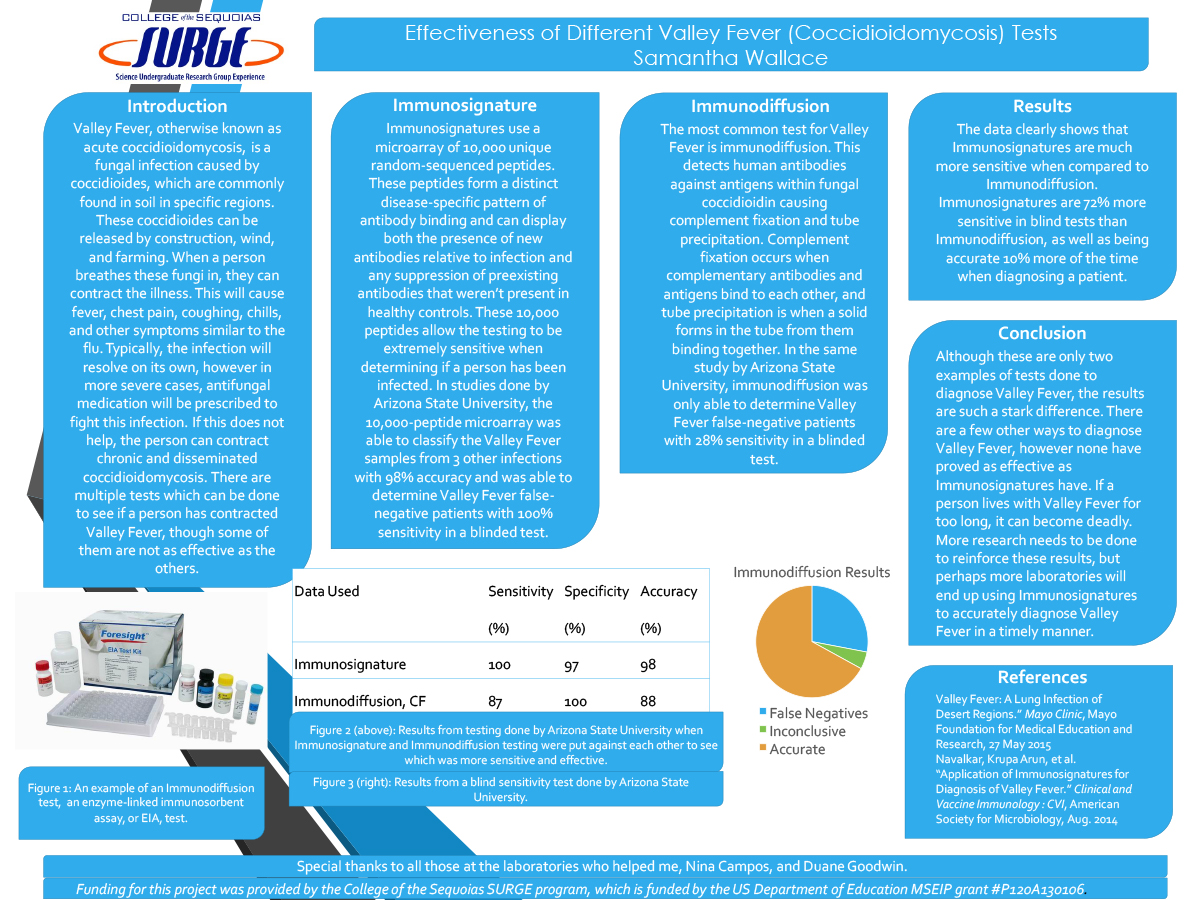 COLLEGE of the SEQUOIAS
SURGE
Science Undergraduate Research Group Experience
Effectiveness of Different Valley Fever (Coccidioidomycosis) Tests
Samantha Wallace
Introduction
Valley Fever, otherwise known as
acute coccidioidomycosis, is a
fungal infection caused by
coccidioides, which are commonly
found in soil in specific regions.
These coccidioides can be
released by construction, wind,
and farming. When a person
breathes these fungi in, they can
contract the illness. This will cause
fever, chest pain, coughing, chills,
and other symptoms similar to the
flu. Typically, the infection will
resolve on its own, however in
more severe cases, antifungal
medication will be prescribed to
fight this infection. If this does not
help, the person can contract
chronic and disseminated
coccidioidomycosis. There are
multiple tests which can be done
to see if a person has contracted
Valley Fever, though some of
them are not as effective as the
others.
Immunosignature
Immunosignatures use a
microarray of 10,000 unique
random-sequenced peptides.
These peptides form a distinct
disease-specific pattern of
antibody binding and can display
both the presence of new
antibodies relative to infection and
any suppression of preexisting
antibodies that weren't present in
healthy controls. These 10,000
peptides allow the testing to be
extremely sensitive when
determining if a person has been
infected. In studies done by
Arizona State University, the
10,000-peptide microarray was
able to classify the Valley Fever
samples from 3 other infections
with 98% accuracy and was able to
determine Valley Fever false-
negative patients with 100%
sensitivity in a blinded test.
Immunodiffusion
The most common test for Valley
Fever is immunodiffusion. This
detects human antibodies
against antigens within fungal
coccidioidin causing
complement fixation and tube
precipitation. Complement
fixation occurs when
complementary antibodies and
antigens bind to each other, and
tube precipitation is when a solid
forms in the tube from them
binding together. In the same
study by Arizona State
University, immunodiffusion was
only able to determine Valley
Fever false-negative patients
with 28% sensitivity in a blinded
test.
Results
The data clearly shows that
Immunosignatures are much
more sensitive when compared to
Immunodiffusion.
Immunosignatures are 72% more
sensitive in blind tests than
Immunodiffusion, as well as being
accurate 10% more of the time
when diagnosing a patient.
Conclusion
Although these are only two
examples of tests done to
diagnose Valley Fever, the results
are such a stark difference. There
are a few other ways to diagnose
Valley Fever, however none have
proved as effective as
Immunosignatures have. If a
person lives with Valley Fever for
too long, it can become deadly.
More research needs to be done
to reinforce these results, but
perhaps more laboratories will
end up using Immunosignatures
to accurately diagnose Valley
Fever in a timely manner.
Foresight
EIA Test Kit
Figure 1: An example of an Immunodiffusion
test, an enzyme-linked immunosorbent
assay, or EIA, test.
Data Used Sensitivity Specificity Accuracy
(%) (%) (%)
Immunosignature 100 97 98
Immunodiffusion, CF 87 100 88
Figure 2 (above): Results from testing done by Arizona State University when
Immunosignature and Immunodiffusion testing were put against each other to see
which was more sensitive and effective.
Figure 3 (right): Results from a blind sensitivity test done by Arizona State
University.
Immunodiffusion Results
False Negatives
Inconclusive
Accurate
References
Valley Fever: A Lung Infection of
Desert Regions." Mayo Clinic, Mayo
Foundation for Medical Education and
Research, 27 May 2015
Navalkar, Krupa Arun, et al.
"Application of Immunosignatures for
Diagnosis of Valley Fever." Clinical and
Vaccine Immunology : CVI, American
Society for Microbiology, Aug. 2014
Special thanks to all those at the laboratories who helped me, Nina Campos, and Duane Goodwin.
Funding for this project was provided by the College of the Sequoias SURGE program, which is funded by the US Department of Education MSEIP grant #P120A130106.